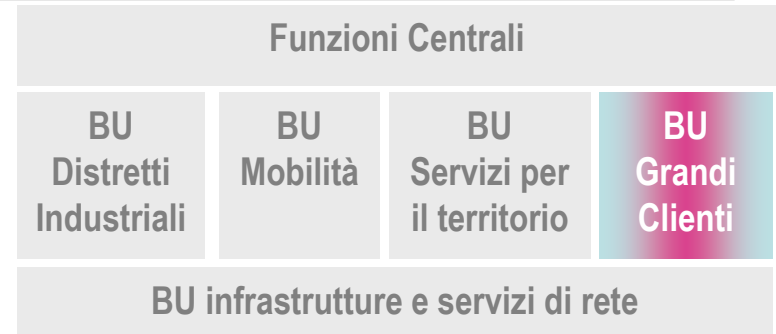 Funzioni Centrali
BU
Distretti
Industriali
BU
Mobilità
BU
Servizi per
il territorio
BU
Grandi
Clienti
BU infrastrutture e servizi di rete